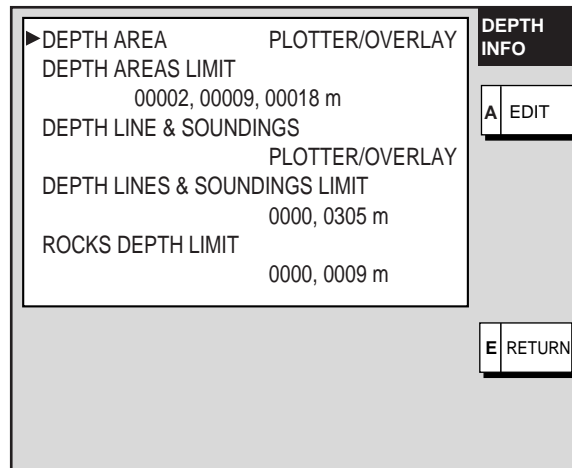 DEPTH AREA PLOTTER/OVERLAY
DEPTH AREAS LIMIT
00002, 00009, 00018 m
DEPTH LINE & SOUNDINGS
PLOTTER/OVERLAY
DEPTH LINES & SOUNDINGS LIMIT
0000, 0305 m
ROCKS DEPTH LIMIT
0000, 0009 m
DEPTH
INFO
A EDIT
E RETURN